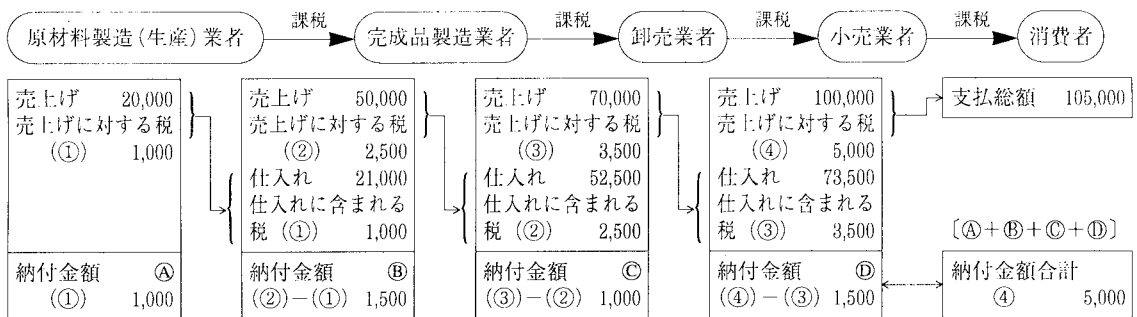 原材料製造(生産)業者 課税 完成品製造業者 課税 卸売業者 課税 小売業者 課税 消費者
売上げ 20,000
売上げに対する税
(①) 1,000
納付金額 Ⓐ
(①) 1,000
売上げ 50,000
売上げに対する税
(②) 2,500
仕入れ 21,000
仕入れに含まれる
税 (①) 1,000
納付金額 Ⓑ
(②)−(①) 1,500
売上げ 70,000
売上げに対する税
(③) 3,500
仕入れ 52,500
仕入れに含まれる
税 (②) 2,500
納付金額 Ⓒ
(③)−(②) 1,000
売上げ 100,000
売上げに対する税
(④) 5,000
仕入れ 73,500
仕入れに含まれる
税 (③) 3,500
納付金額 Ⓓ
(④)−(③) 1,500
支払総額 105,000
〔Ⓐ+Ⓑ+Ⓒ+Ⓓ〕
納付金額合計
④ 5,000